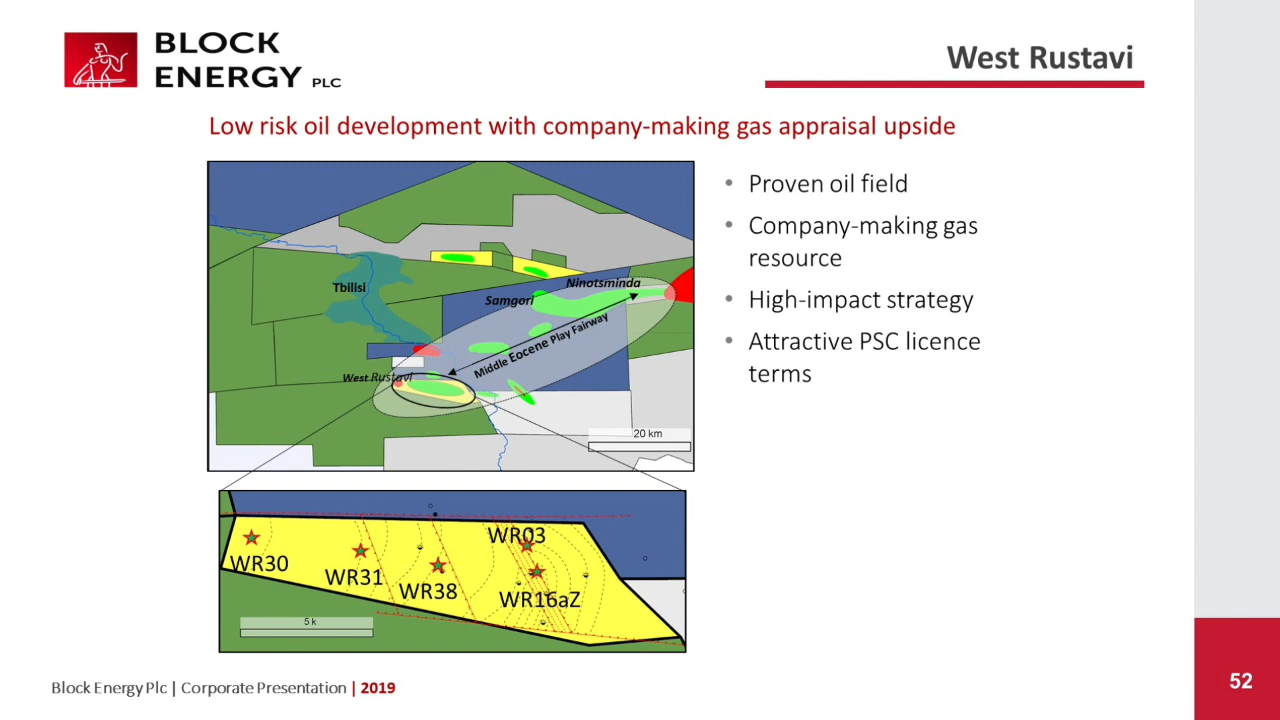 BLOCK
ENERGY PLC
West Rustavi
Low risk oil development with company-making gas appraisal upside
Tbilisi
Ninotsminda
Samgori
Middle Eocene Play Fairway
West Rustavi
20 km
WR03
WR30
WR31
WR38
WR16aZ
5 k
• Proven oil field
• Company-making gas
resource
• High-impact strategy
• Attractive PSC licence
terms
Block Energy Plc | Corporate Presentation | 2019
52